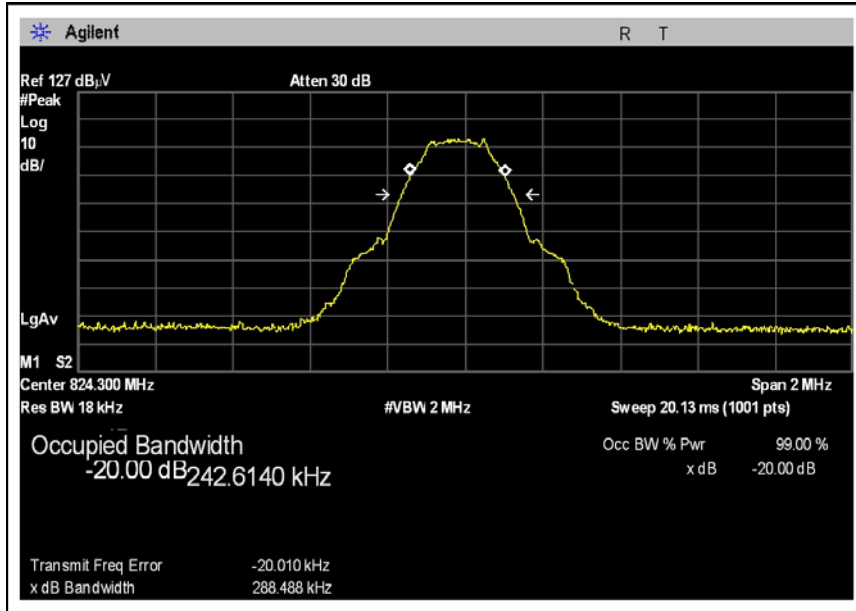 Agilent R T
Ref 127 dBµV Atten 30 dB
#Peak
Log
10
dB/
LgAv
M1 S2
Center 824.300 MHz Span 2 MHz
Res BW 18 kHz #VBW 2 MHz Sweep 20.13 ms (1001 pts)
Occupied Bandwidth Occ BW % Pwr 99.00 %
-20.00 dB 242.6140 kHz x dB -20.00 dB
Transmit Freq Error -20.010 kHz
x dB Bandwidth 288.488 kHz